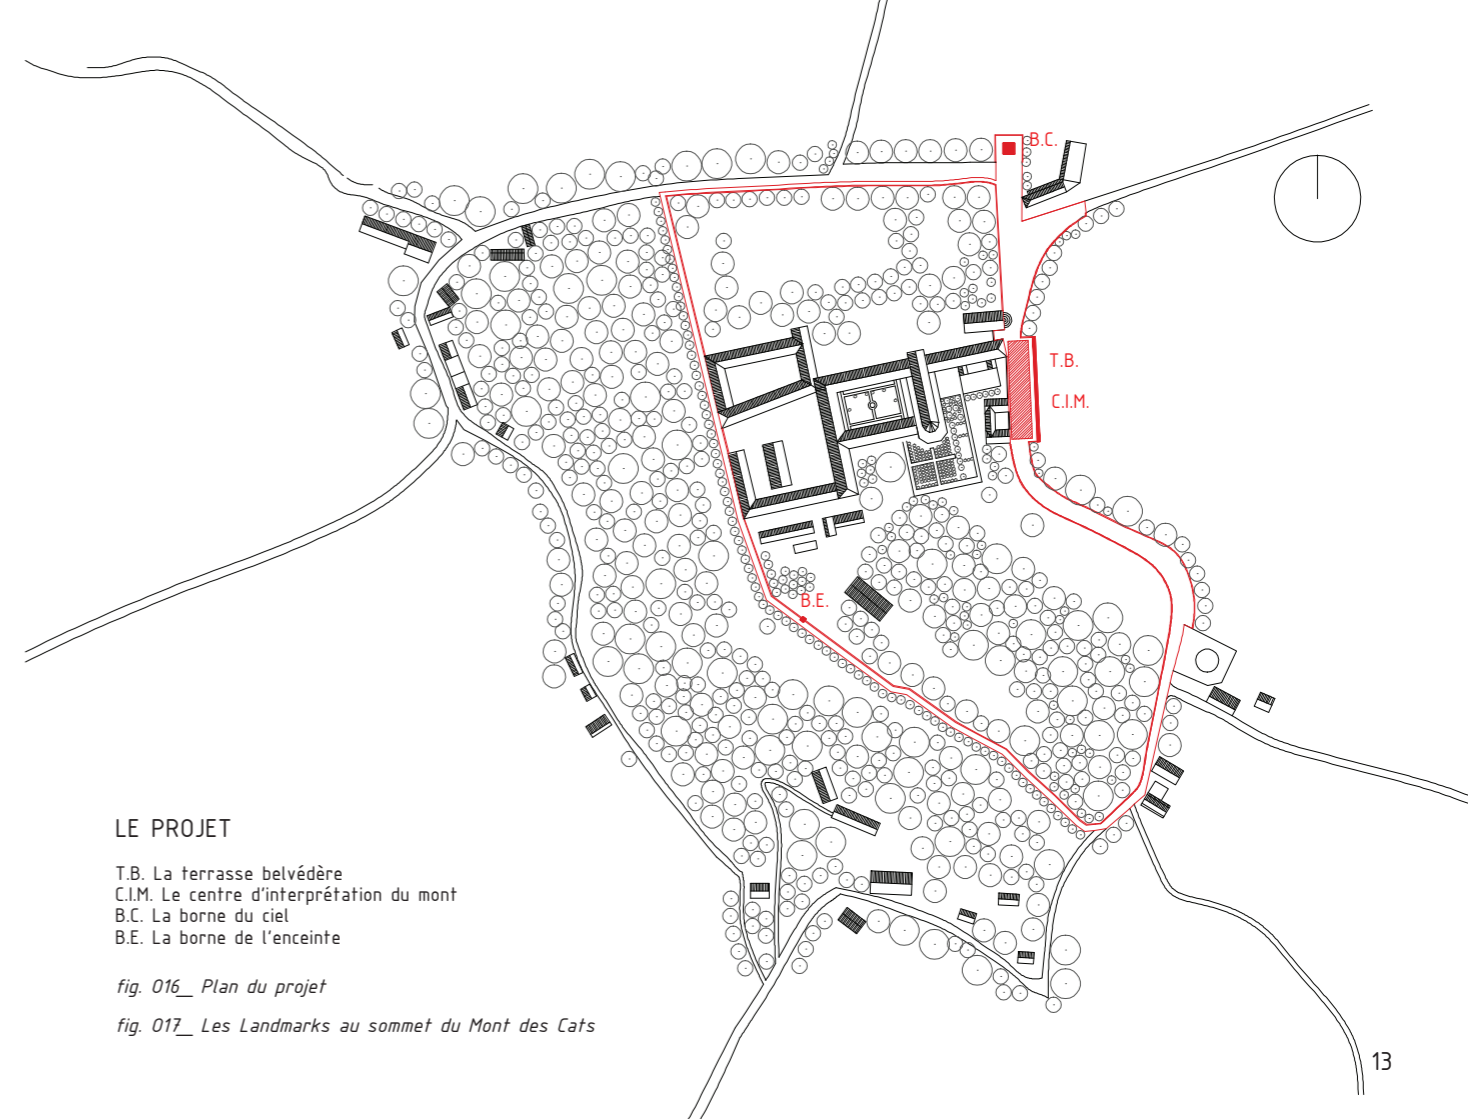 B.C.
T.B.
C.I.M.
B.E.
LE PROJET
T.B. La terrasse belvédère
C.I.M. Le centre d'interprétation du mont
B.C. La borne du ciel
B.E. La borne de l'enceinte
fig. 016_ Plan du projet
fig. 017_ Les Landmarks au sommet du Mont des Cats
13